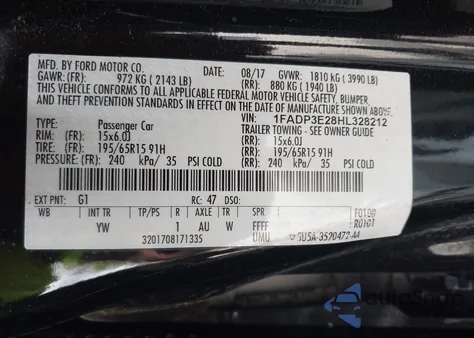 MFD. BY FORD MOTOR CO. DATE: 08/17 GVWR: 1810 KG ( 3990 LB)
GAWR: (FR) 972 KG ( 2143 LB) (RR) 880 KG ( 1940 LB)
THIS VEHICLE CONFORMS TO ALL APPLICABLE FEDERAL MOTOR VEHICLE SAFETY, BUMPER,
AND THEFT PREVENTION STANDARDS IN EFFECT ON THE DATE OF MANUFACTURE SHOWN ABOVE.
VIN: 1FADP3E28HL328212
TYPE: Passenger Car TRAILER TOWING - SEE OWNERS GUIDE
RIM: 15x6.0J 15x6.0J
TIRE: (FR) 195/65R15 91H (RR) 195/65R15 91H
PRESSURE: (FR) 240 kPa/ 35 PSI COLD (RR) 240 kPa/ 35 PSI COLD
EXT PNT: G1 RC: 47 DSO:
WB INT TR TP/PS R AXLE TR SPR
YW 1 AU W FFFF
3201708171335 UMU
AutoSnap